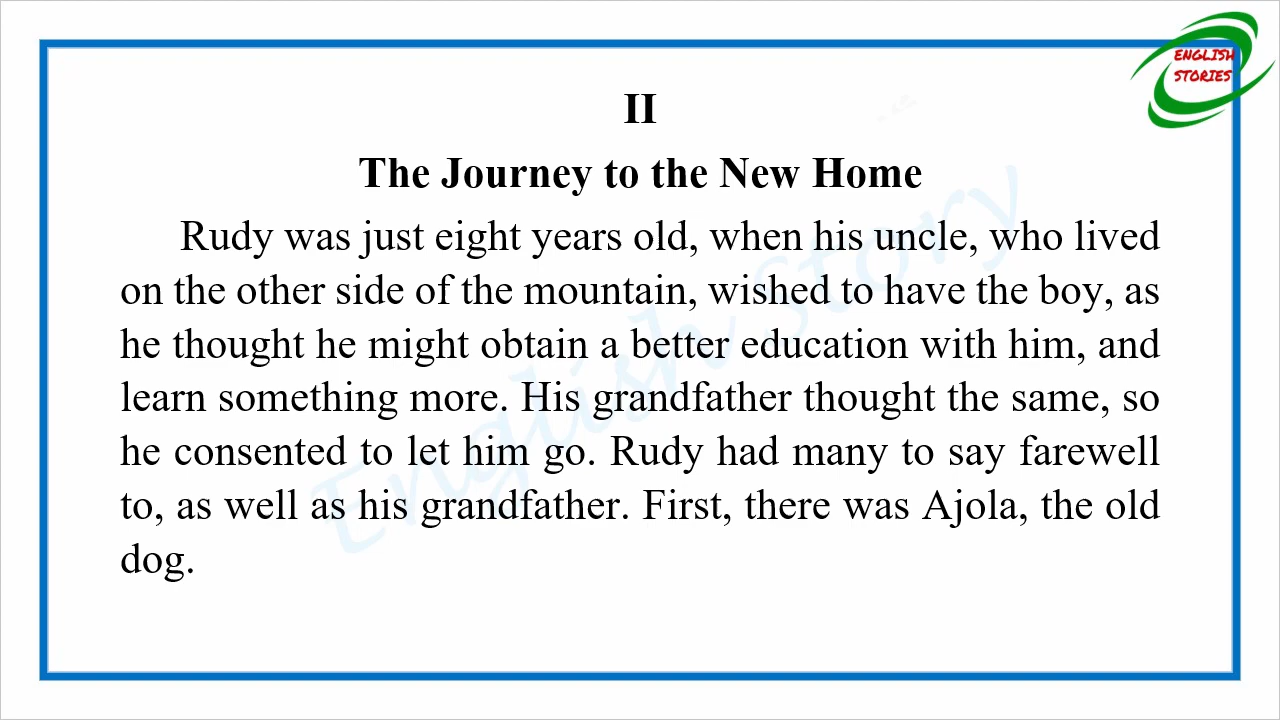 ENGLISH
STORIES
II
The Journey to the New Home
Rudy was just eight years old, when his uncle, who lived
on the other side of the mountain, wished to have the boy, as
he thought he might obtain a better education with him, and
learn something more. His grandfather thought the same, so
he consented to let him go. Rudy had many to say farewell
to, as well as his grandfather. First, there was Ajola, the old
dog.
English Story